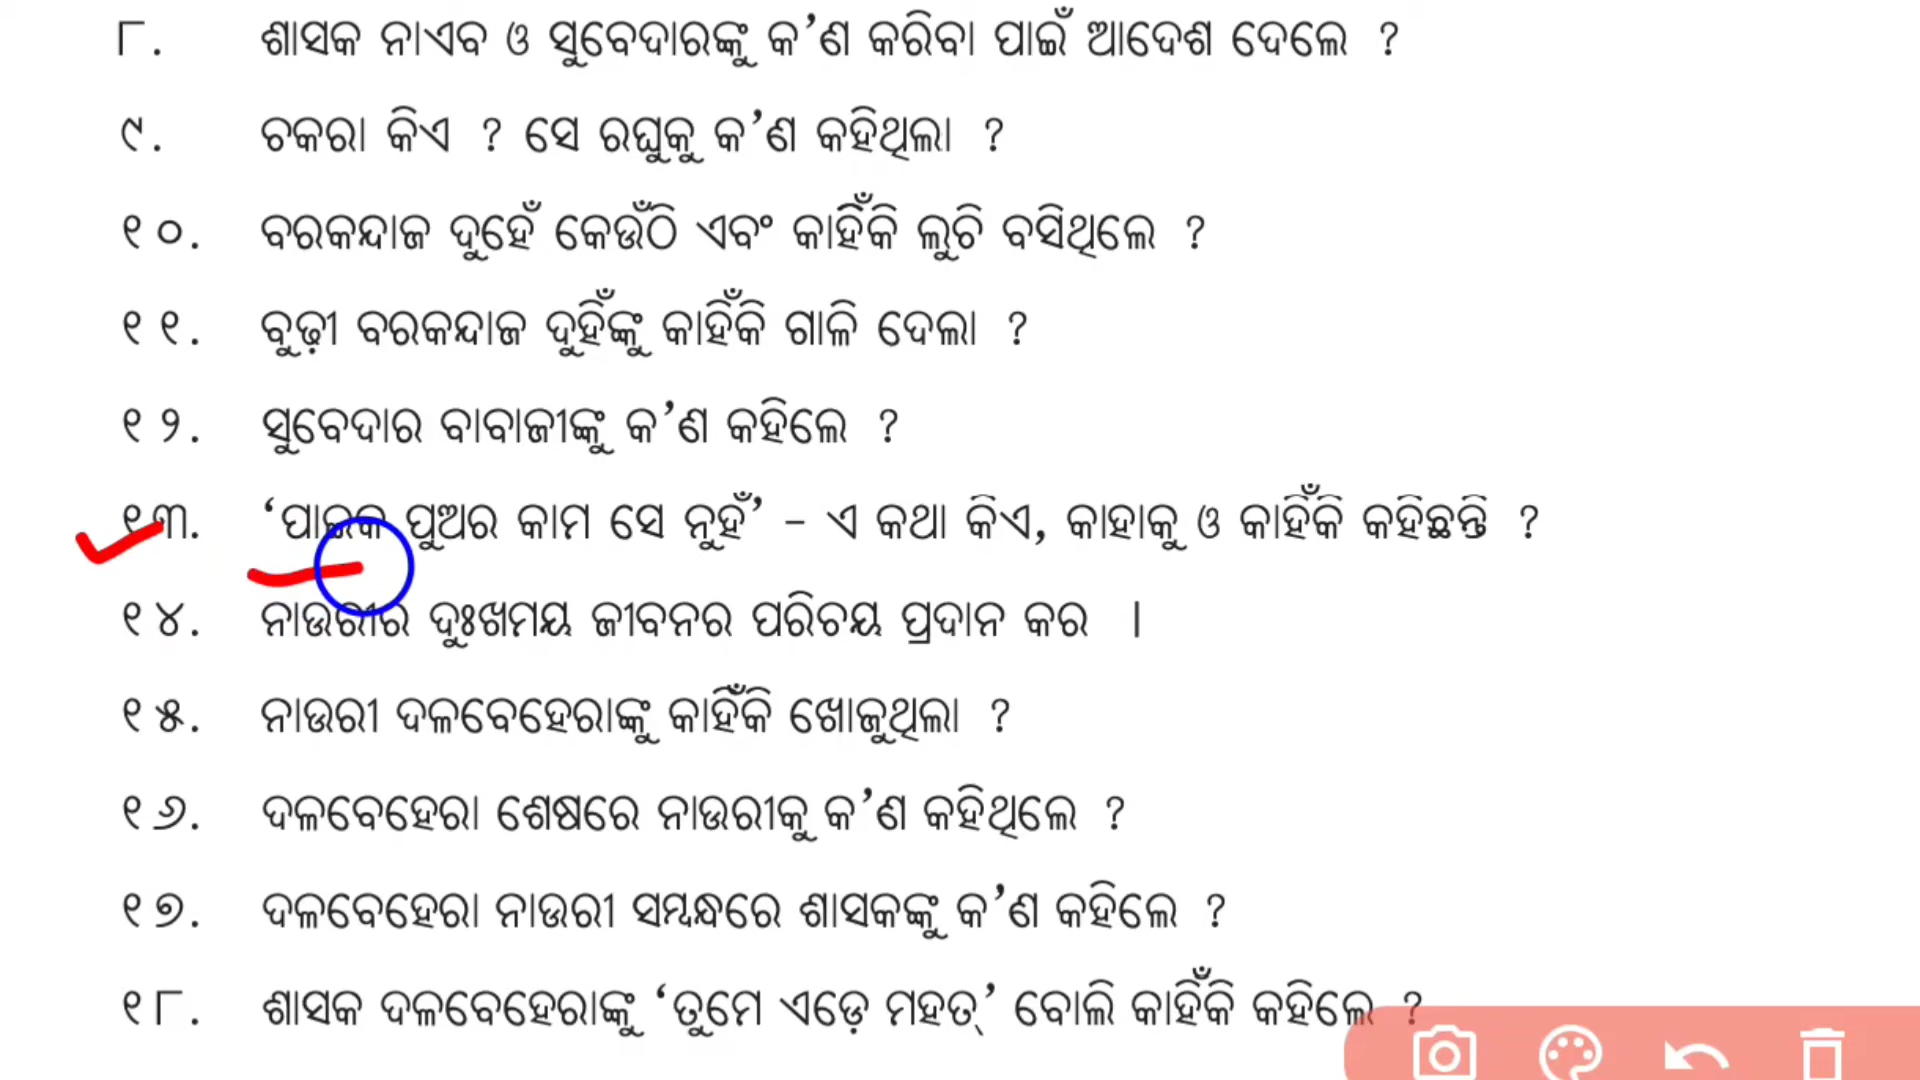 ୮. ଶାସକ ନାଏବ ଓ ସୁବେଦାରଙ୍କୁ କ’ଣ କରିବା ପାଇଁ ଆଦେଶ ଦେଲେ ?
୯. ଚକରା କିଏ ? ସେ ରଘୁକୁ କ’ଣ କହିଥିଲା ?
୧୦. ବରକନ୍ଦାଜ ଦୁହେଁ କେଉଁଠି ଏବଂ କାହିଁକି ଲୁଚି ବସିଥିଲେ ?
୧୧. ବୁଢ଼ୀ ବରକନ୍ଦାଜ ଦୁହିଁଙ୍କୁ କାହିଁକି ଗାଳି ଦେଲା ?
୧୨. ସୁବେଦାର ବାବାଜୀଙ୍କୁ କ’ଣ କହିଲେ ?
୧୩. ‘ପାଇକ ପୁଅର କାମ ସେ ନୁହଁ’ – ଏ କଥା କିଏ, କାହାକୁ ଓ କାହିଁକି କହିଛନ୍ତି ?
୧୪. ନାଉରୀର ଦୁଃଖମୟ ଜୀବନର ପରିଚୟ ପ୍ରଦାନ କର ।
୧୫. ନାଉରୀ ଦଳବେହେରାଙ୍କୁ କାହିଁକି ଖୋଜୁଥିଲା ?
୧୬. ଦଳବେହେରା ଶେଷରେ ନାଉରୀକୁ କ’ଣ କହିଥିଲେ ?
୧୭. ଦଳବେହେରା ନାଉରୀ ସମ୍ବନ୍ଧରେ ଶାସକଙ୍କୁ କ’ଣ କହିଲେ ?
୧୮. ଶାସକ ଦଳବେହେରାଙ୍କୁ ‘ତୁମେ ଏଡ଼େ ମହତ୍’ ବୋଲି କାହିଁକି କହିଲେ ?